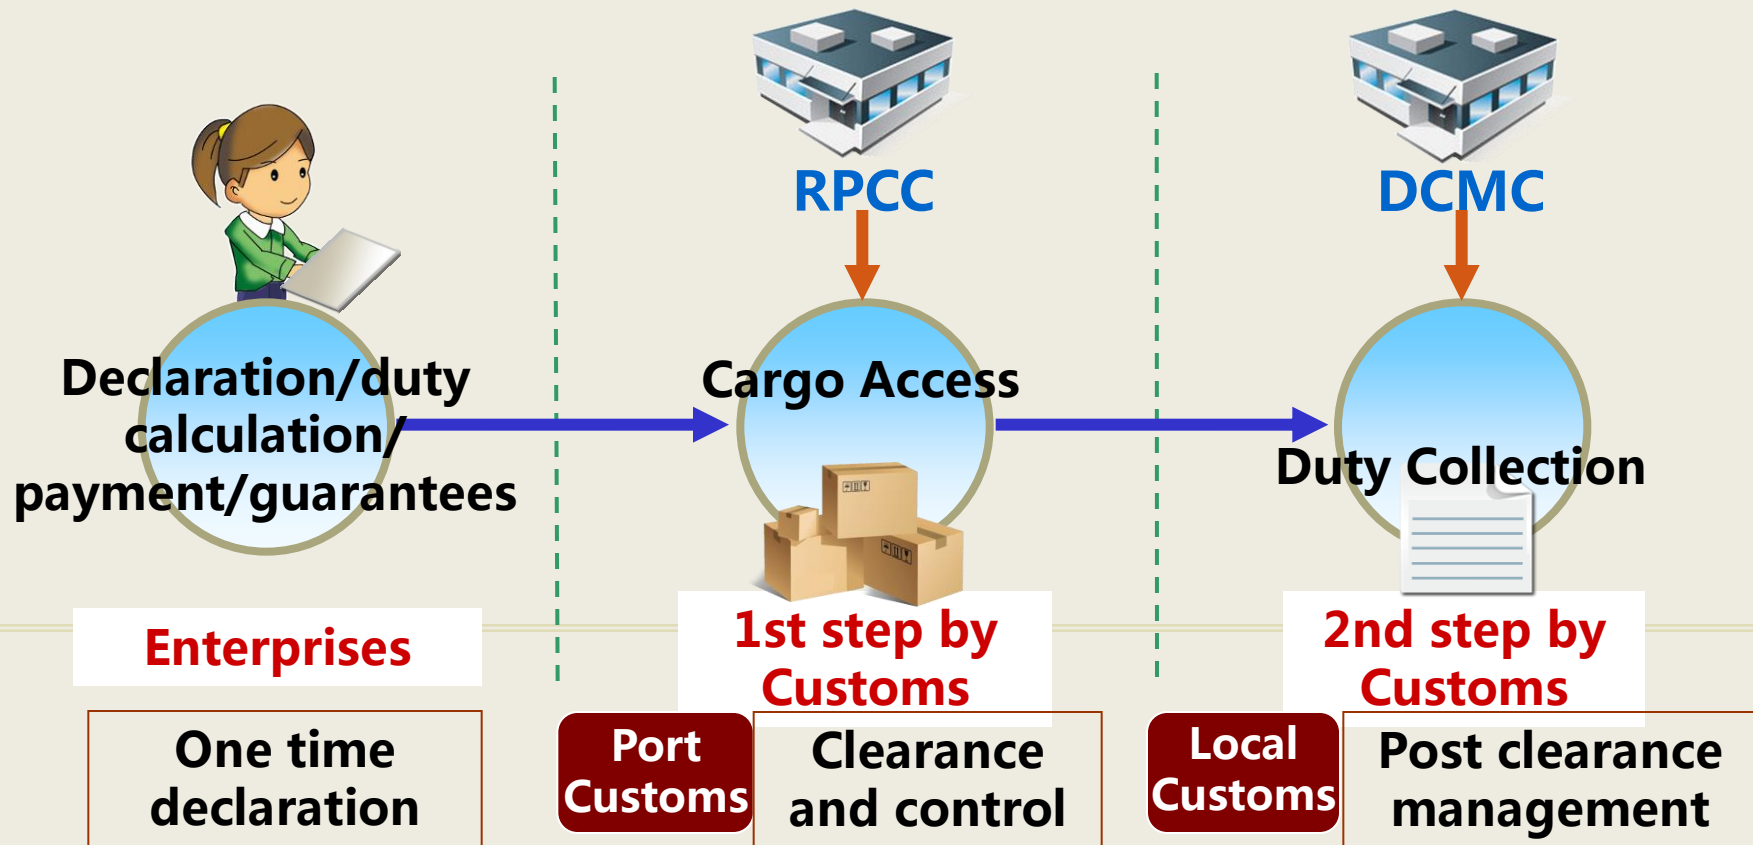 RPCC
DCMC
Declaration/duty
calculation/
payment/guarantees
Cargo Access
Duty Collection
Enterprises
1st step by
Customs
2nd step by
Customs
One time
declaration
Port
Customs
Clearance
and control
Local
Customs
Post clearance
management